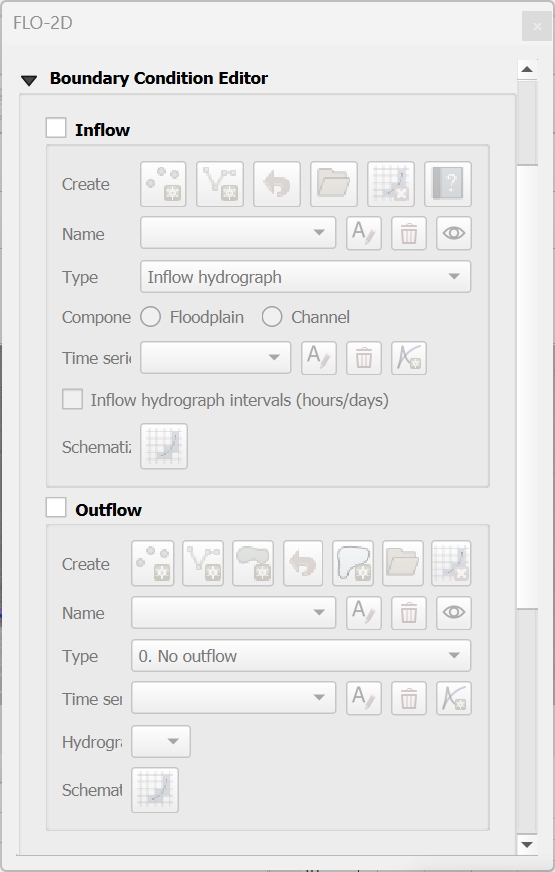 FLO-2D
Boundary Condition Editor
Inflow
Create
?
Name
A
Type
Inflow hydrograph
Compone
Floodplain
Channel
Time serie
A
Inflow hydrograph intervals (hours/days)
Schematiz
Outflow
Create
Name
A
Type
0. No outflow
Time ser
A
Hydrogra
Schemat